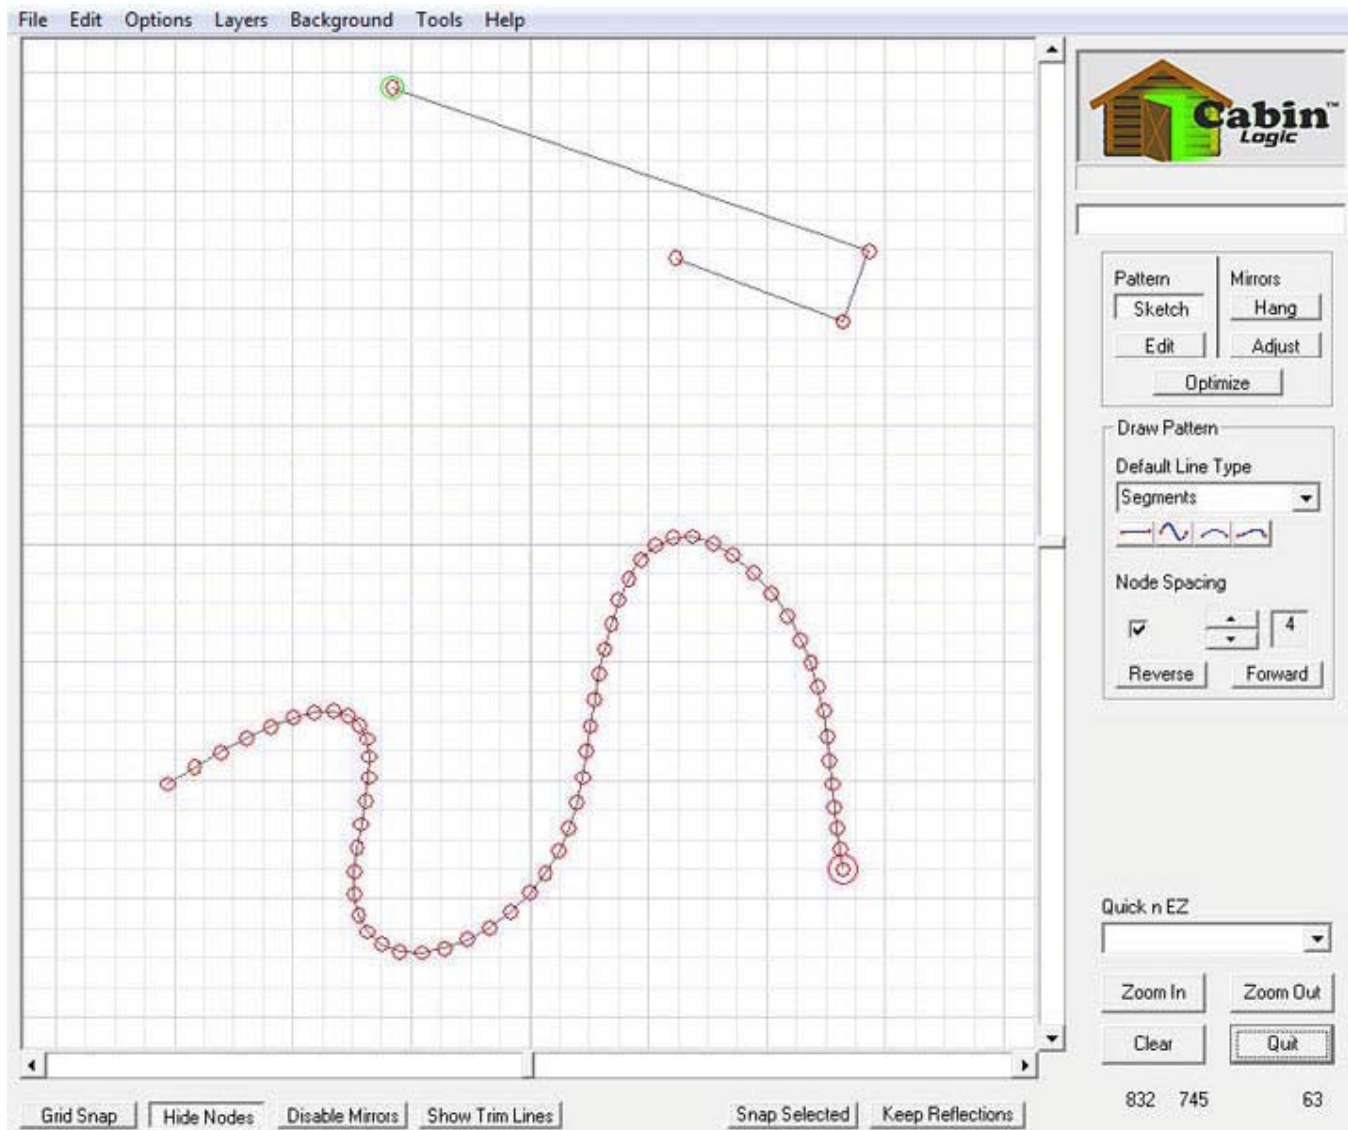 File Edit Options Layers Background Tools Help
Cabin™
Logic
Pattern Mirrors
Sketch Hang
Edit Adjust
Optimize
Draw Pattern
Default Line Type
Segments
Node Spacing
4
Reverse Forward
Quick n EZ
Zoom In Zoom Out
Clear Quit
832 745 63
Grid Snap Hide Nodes Disable Mirrors Show Trim Lines Snap Selected Keep Reflections